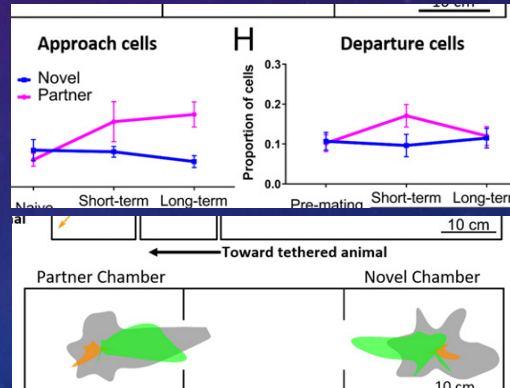 10 cm
Approach cells
H
Departure cells
Novel
Partner
Proportion of cells
0.3
0.2
0.1
0.0
Naive
Short-term
Long-term
Pre-mating
Short-term
10 cm
Toward tethered animal
Partner Chamber
Novel Chamber
10 cm